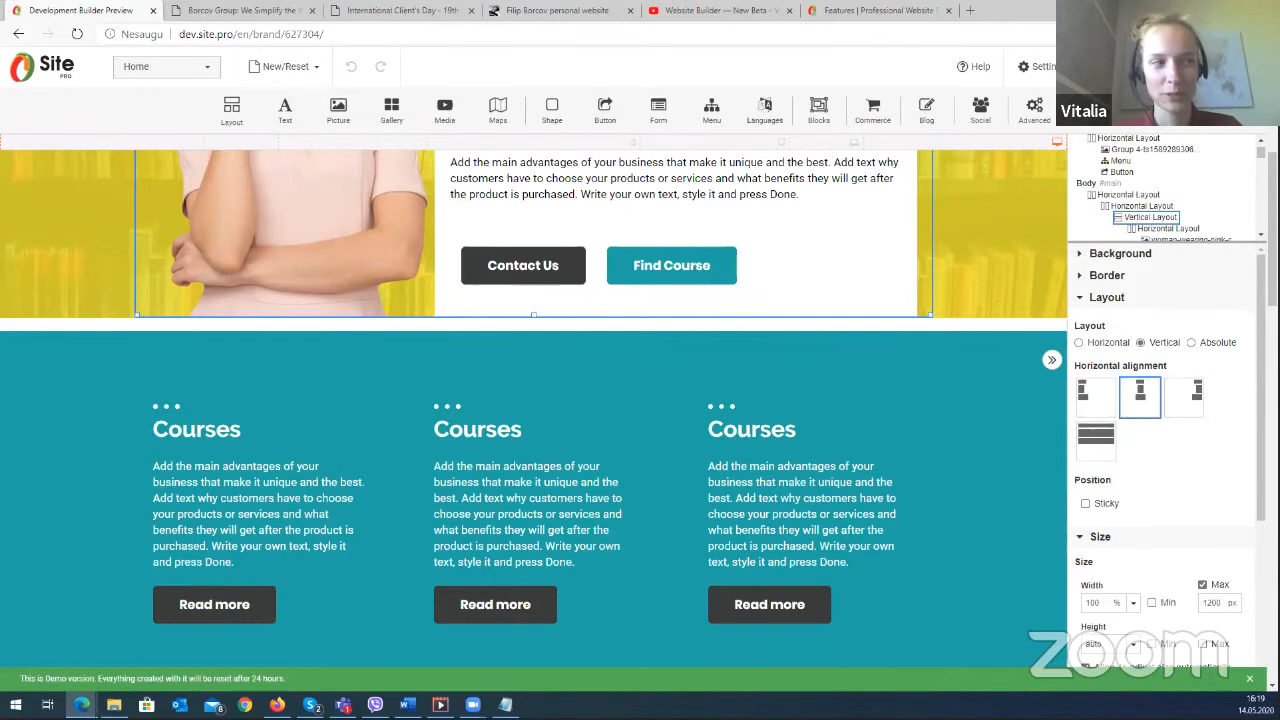 Development Builder Preview
Borcov Group: We Simplify the V
International Client's Day - 19th
Filip Borcov personal website
Website Builder — New Beta -
Features | Professional Website
Nesaugu
dev.site.pro/en/brand/627304/
Site
PRO
Home
New/Reset
Help
Settin
Vitalia
Layout
Text
Picture
Gallery
Media
Maps
Shape
Button
Form
Menu
Languages
Blocks
Commerce
Blog
Social
Advanced
Horizontal Layout
Group 4-ts1589289306...
Menu
Button
Body #main
Horizontal Layout
Horizontal Layout
Vertical Layout
Horizontal Layout
woman-wearing-pink-c
Add the main advantages of your business that make it unique and the best. Add text why
customers have to choose your products or services and what benefits they will get after
the product is purchased. Write your own text, style it and press Done.
Contact Us
Find Course
Background
Border
Layout
Layout
Horizontal
Vertical
Absolute
Horizontal alignment
Position
Sticky
Size
Size
Width
Max
100 %
Min
1200 px
Height
auto
Min
Max
Courses
Add the main advantages of your
business that make it unique and the best.
Add text why customers have to choose
your products or services and what
benefits they will get after the product is
purchased. Write your own text, style it
and press Done.
Read more
Courses
Add the main advantages of your
business that make it unique and the
best. Add text why customers have to
choose your products or services and
what benefits they will get after the
product is purchased. Write your own
text, style it and press Done.
Read more
Courses
Add the main advantages of your
business that make it unique and the
best. Add text why customers have to
choose your products or services and
what benefits they will get after the
product is purchased. Write your own
text, style it and press Done.
Read more
zoom
This is Demo version. Everything created with it will be reset after 24 hours.
16:19
14.05.2020